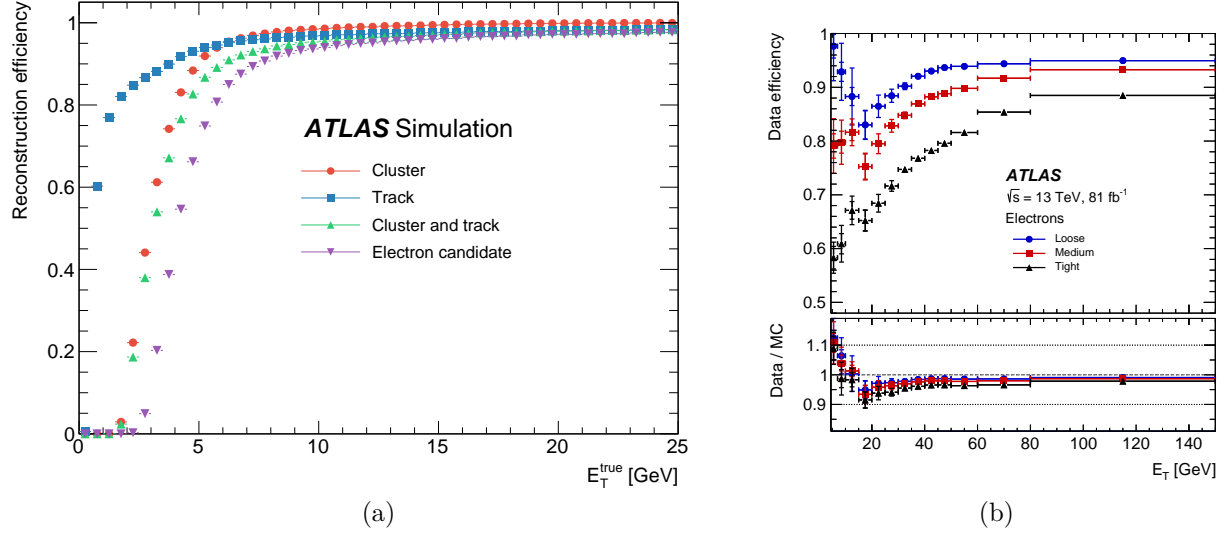 Reconstruction efficiency
1
0.8
0.6
0.4
0.2
0
ATLAS Simulation
Cluster
Track
Cluster and track
Electron candidate
0 5 10 15 20 25
E_T^true [GeV]
(a)
Data efficiency
1
0.9
0.8
0.7
0.6
0.5
ATLAS
√s = 13 TeV, 81 fb⁻¹
Electrons
Loose
Medium
Tight
Data / MC
1.1
1
0.9
20 40 60 80 100 120 140
E_T [GeV]
(b)